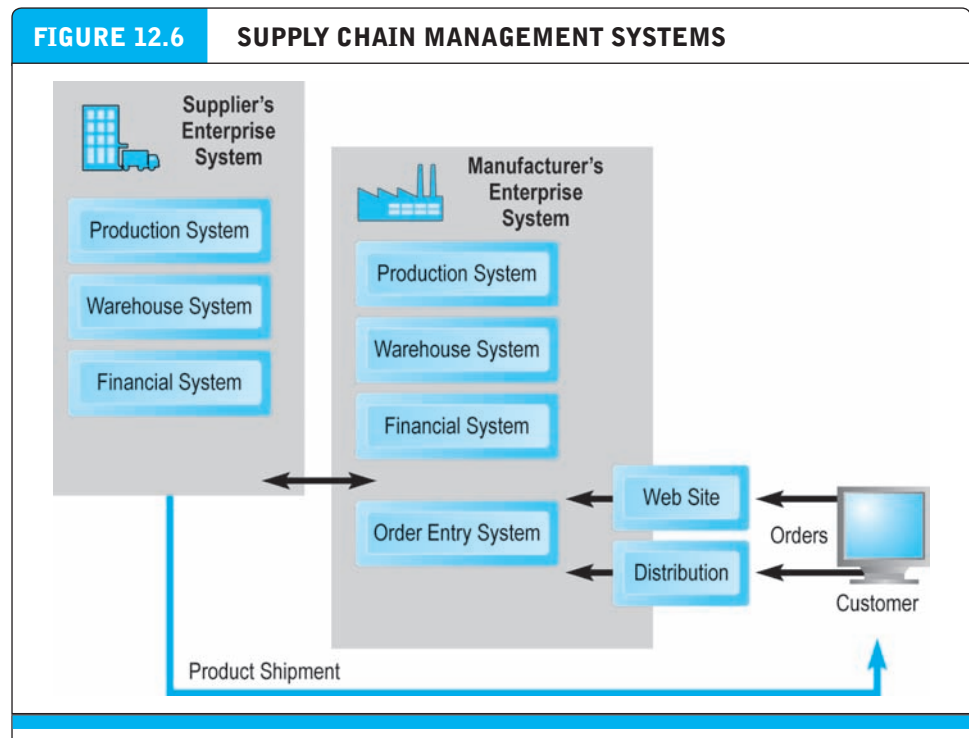 FIGURE 12.6
SUPPLY CHAIN MANAGEMENT SYSTEMS
Supplier's
Enterprise
System
Production System
Warehouse System
Financial System
Manufacturer's
Enterprise
System
Production System
Warehouse System
Financial System
Order Entry System
Web Site
Distribution
Orders
Customer
Product Shipment